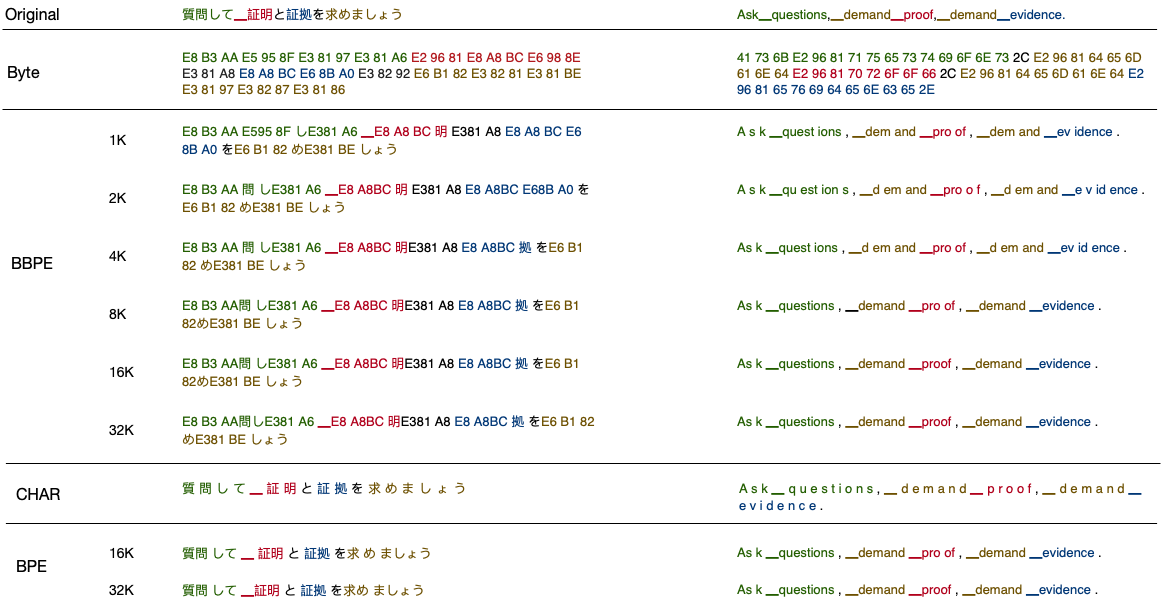 Original 質問して__証明と証拠を求めましょう Ask__questions,__demand__proof,__demand__evidence.
Byte
E8 B3 AA E5 95 8F E3 81 97 E3 81 A6 E2 96 81 E8 A8 BC E6 98 8E
E3 81 A8 E8 A8 BC E6 8B A0 E3 82 92 E6 B1 82 E3 82 81 E3 81 BE
E3 81 97 E3 82 87 E3 81 86
41 73 6B E2 96 81 71 75 65 73 74 69 6F 6E 73 2C E2 96 81 64 65 6D
61 6E 64 E2 96 81 70 72 6F 6F 66 2C E2 96 81 64 65 6D 61 6E 64 E2
96 81 65 76 69 64 65 6E 63 65 2E
BBPE
1K
E8 B3 AA E595 8F しE381 A6 __E8 A8 BC 明 E381 A8 E8 A8 BC E6
8B A0 をE6 B1 82 めE381 BE しょう
A s k __quest ions , __dem and __pro of , __dem and __ev idence .
2K
E8 B3 AA 問 しE381 A6 __E8 A8BC 明 E381 A8 E8 A8BC E68B A0 を
E6 B1 82 めE381 BE しょう
A s k __qu est ion s , __d em and __pro o f , __d em and __e v id ence .
4K
E8 B3 AA 問 しE381 A6 __E8 A8BC 明E381 A8 E8 A8BC 拠 をE6 B1
82 めE381 BE しょう
As k __quest ions , __d em and __pro of , __d em and __ev id ence .
8K
E8 B3 AA問 しE381 A6 __E8 A8BC 明E381 A8 E8 A8BC 拠 をE6 B1
82めE381 BE しょう
As k __questions , __demand __pro of , __demand __evidence .
16K
E8 B3 AA問 しE381 A6 __E8 A8BC 明E381 A8 E8 A8BC 拠 をE6 B1
82めE381 BE しょう
As k __questions , __demand __proof , __demand __evidence .
32K
E8 B3 AA問しE381 A6 __E8 A8BC 明E381 A8 E8 A8BC 拠 をE6 B1 82
めE381 BE しょう
As k __questions , __demand __proof , __demand __evidence .
CHAR
質 問 し て __ 証 明 と 証 拠 を 求 め ま し ょ う
A s k __ q u e s t i o n s , __ d e m a n d __ p r o o f , __ d e m a n d __
e v i d e n c e .
BPE
16K 質問 して __ 証明 と 証拠 を求 め ましょう As k __questions , __demand __pro of , __demand __evidence .
32K 質問 して __証明 と 証拠 を求め ましょう As k __questions , __demand __proof , __demand __evidence .